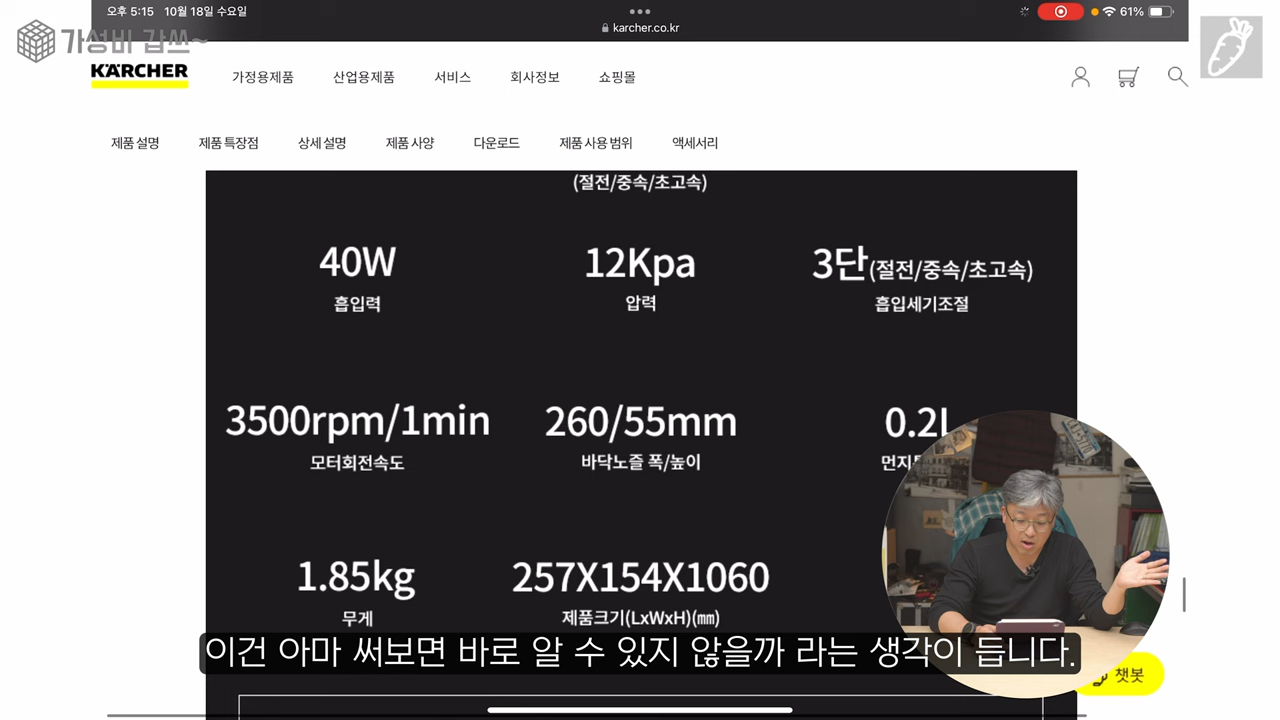 오후 5:15 10월 18일 수요일
61%
karcher.co.kr
가성비 갑쓰~
KÄRCHER
가정용제품 산업용제품 서비스 회사정보 쇼핑몰
제품 설명 제품 특장점 상세 설명 제품 사양 다운로드 제품 사용 범위 액세서리
(절전/중속/초고속)
40W 12Kpa 3단(절전/중속/초고속)
흡입력 압력 흡입세기조절
3500rpm/1min 260/55mm 0.2L
모터회전속도 바닥노즐 폭/높이
1.85kg 257X154X1060
무게 제품크기(LxWxH)(㎜)
이건 아마 써보면 바로 알 수 있지 않을까 라는 생각이 듭니다.
챗봇